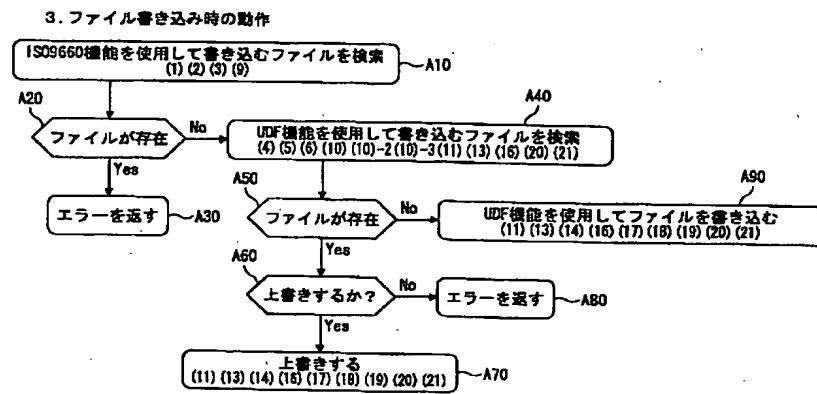 3. ファイル書き込み時の動作
ISO9660機能を使用して書き込むファイルを検索
(1) (2) (3) (9)
A10
A20
ファイルが存在
No
Yes
エラーを返す
A30
A40
UDF機能を使用して書き込むファイルを検索
(4) (5) (6) (10) (10)-2 (10)-3 (11) (13) (16) (20) (21)
A50
ファイルが存在
No
Yes
A90
UDF機能を使用してファイルを書き込む
(11) (13) (14) (16) (17) (18) (19) (20) (21)
A60
上書きするか?
No
Yes
エラーを返す
A80
上書きする
(11) (13) (14) (16) (17) (18) (19) (20) (21)
A70